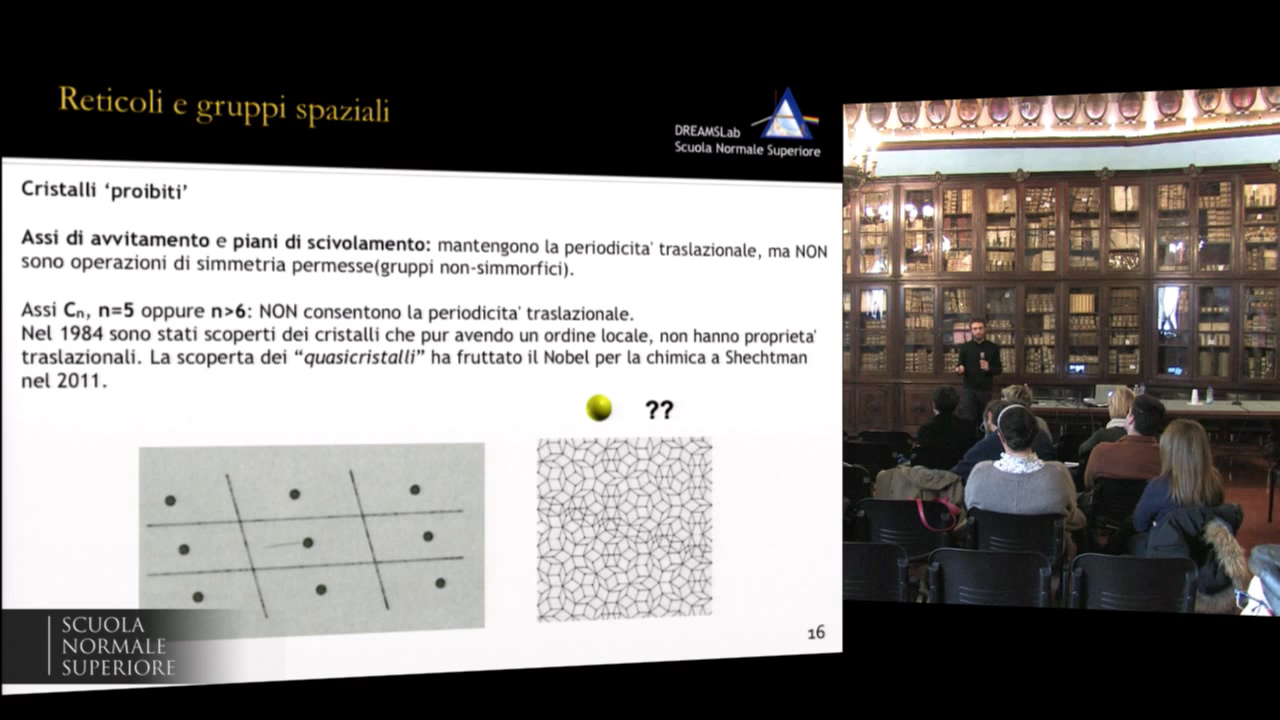 Reticoli e gruppi spaziali
DREAMSLab
Scuola Normale Superiore
Cristalli ‘proibiti’
Assi di avvitamento e piani di scivolamento: mantengono la periodicita' traslazionale, ma NON
sono operazioni di simmetria permesse(gruppi non-simmorfici).
Assi Cₙ, n=5 oppure n>6: NON consentono la periodicita' traslazionale.
Nel 1984 sono stati scoperti dei cristalli che pur avendo un ordine locale, non hanno proprieta'
traslazionali. La scoperta dei “quasicristalli” ha fruttato il Nobel per la chimica a Shechtman
nel 2011.
??
16
SCUOLA
NORMALE
SUPERIORE